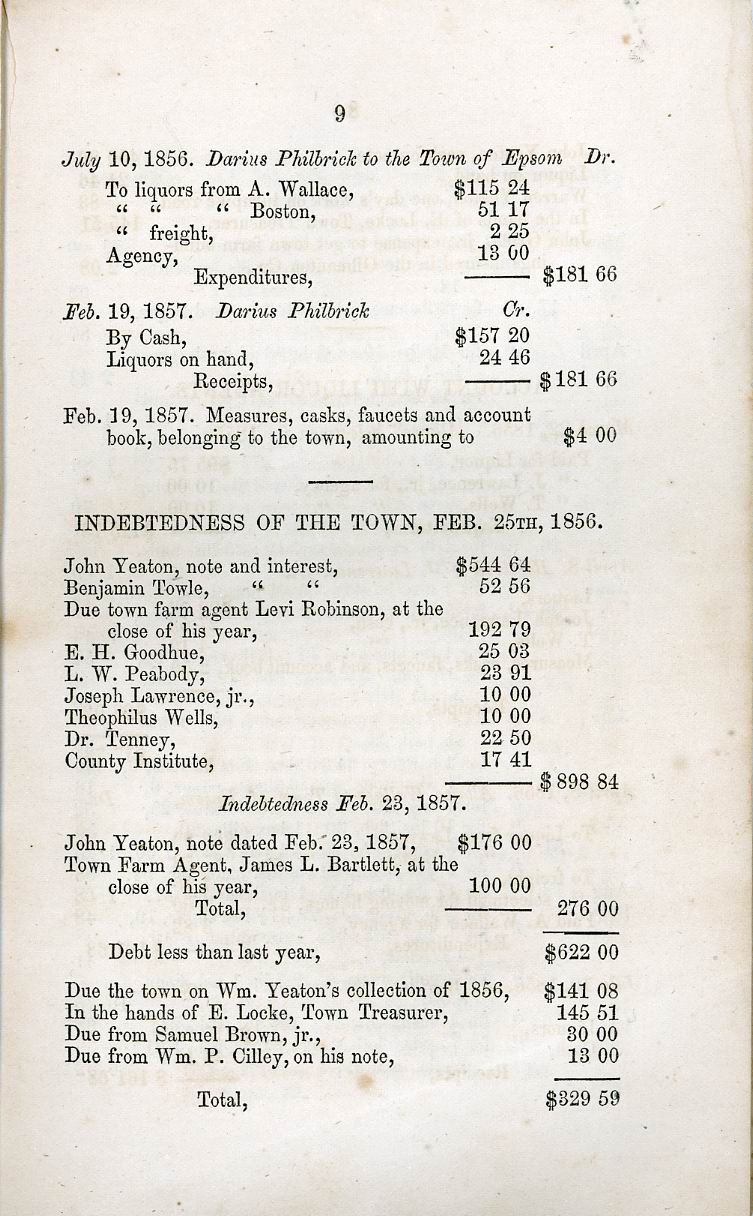 9
July 10, 1856. Darius Philbrick to the Town of Epsom Dr.
To liquors from A. Wallace, $115 24
“ “ “ Boston, 51 17
“ freight, 2 25
Agency, 13 00
Expenditures, $181 66
Feb. 19, 1857. Darius Philbrick Cr.
By Cash, $157 20
Liquors on hand, 24 46
Receipts, $181 66
Feb. 19, 1857. Measures, casks, faucets and account
book, belonging to the town, amounting to $4 00
INDEBTEDNESS OF THE TOWN, FEB. 25TH, 1856.
John Yeaton, note and interest, $544 64
Benjamin Towle, “ “ 52 56
Due town farm agent Levi Robinson, at the
close of his year, 192 79
E. H. Goodhue, 25 03
L. W. Peabody, 23 91
Joseph Lawrence, jr., 10 00
Theophilus Wells, 10 00
Dr. Tenney, 22 50
County Institute, 17 41
$898 84
Indebtedness Feb. 23, 1857.
John Yeaton, note dated Feb. 23, 1857, $176 00
Town Farm Agent, James L. Bartlett, at the
close of his year, 100 00
Total, 276 00
Debt less than last year, $622 00
Due the town on Wm. Yeaton's collection of 1856, $141 08
In the hands of E. Locke, Town Treasurer, 145 51
Due from Samuel Brown, jr., 30 00
Due from Wm. P. Cilley, on his note, 13 00
Total, $329 59